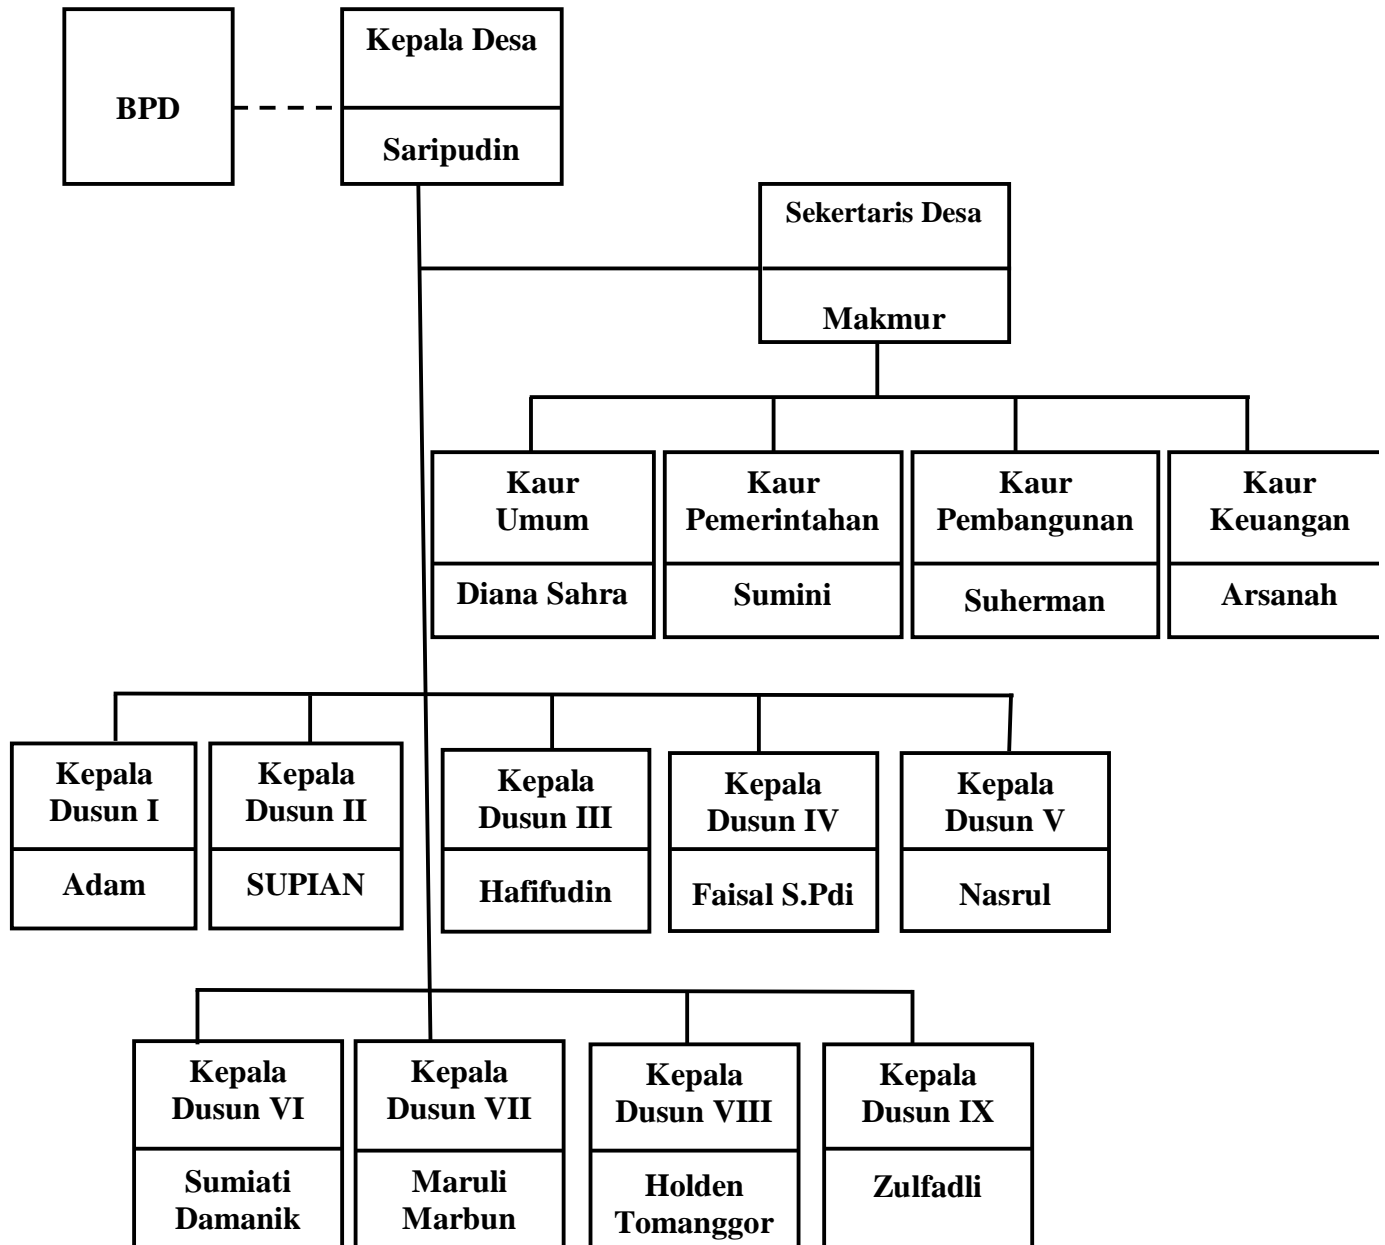 BPD
Kepala Desa
Saripudin
Sekertaris Desa
Makmur
Kaur
Umum
Diana Sahra
Kaur
Pemerintahan
Sumini
Kaur
Pembangunan
Suherman
Kaur
Keuangan
Arsanah
Kepala
Dusun I
Adam
Kepala
Dusun II
SUPIAN
Kepala
Dusun III
Hafifudin
Kepala
Dusun IV
Faisal S.Pdi
Kepala
Dusun V
Nasrul
Kepala
Dusun VI
Sumiati
Damanik
Kepala
Dusun VII
Maruli
Marbun
Kepala
Dusun VIII
Holden
Tomanggor
Kepala
Dusun IX
Zulfadli